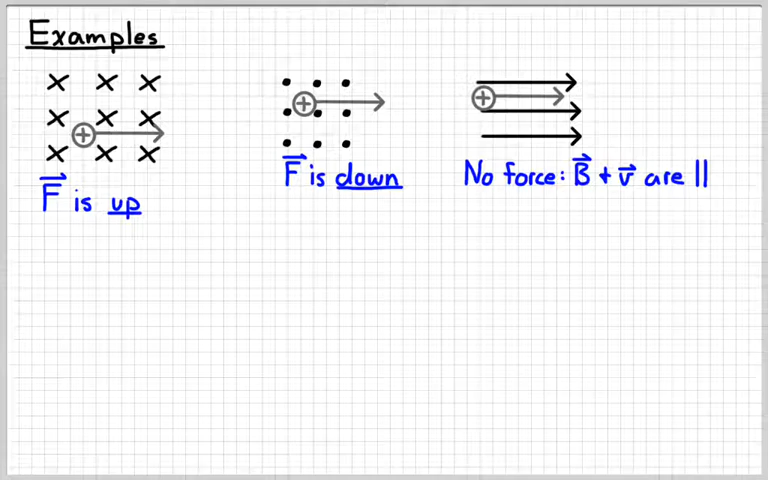 Examples
F⃗ is up
F⃗ is down
No force: B⃗ + v⃗ are ||